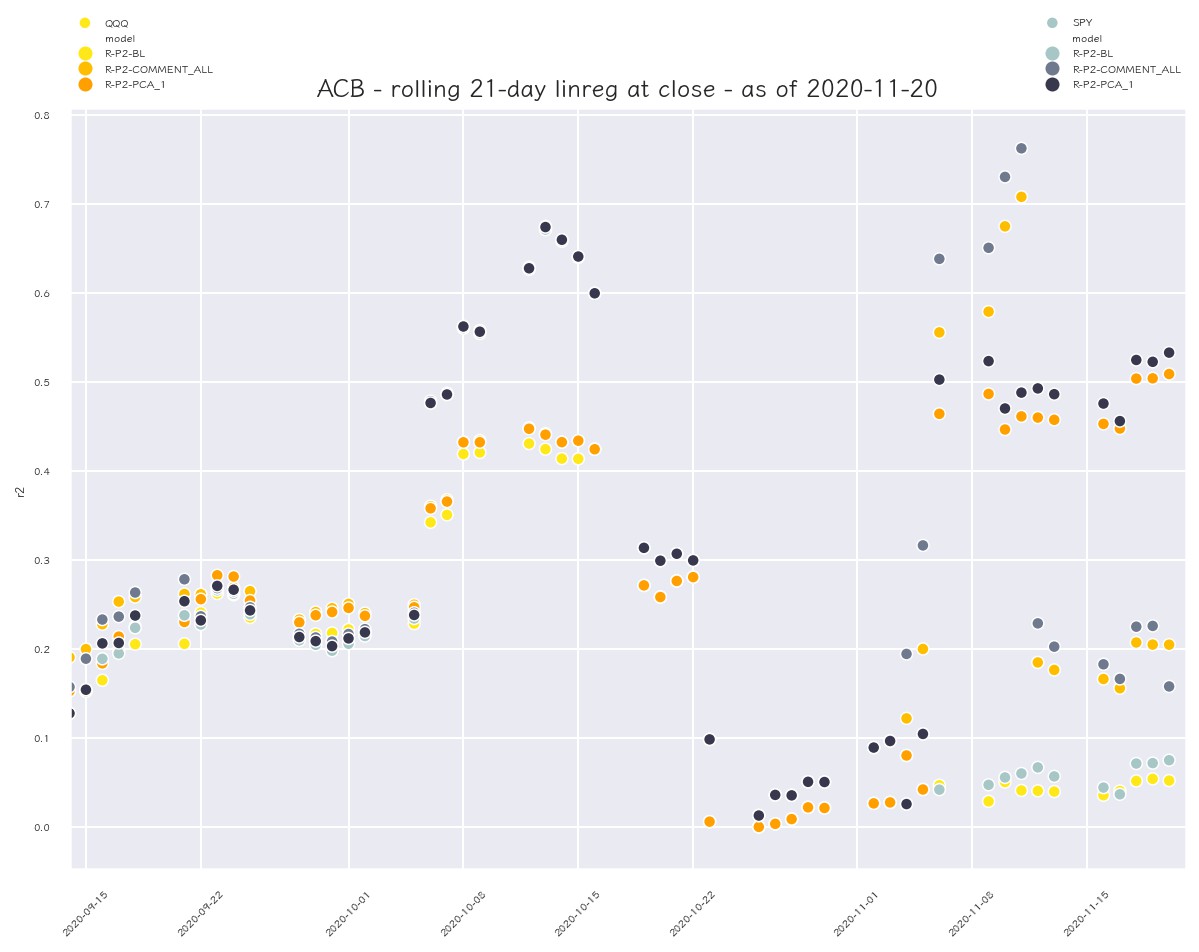 QQQ
model
R-P2-BL
R-P2-COMMENT_ALL
R-P2-PCA_1
SPY
model
R-P2-BL
R-P2-COMMENT_ALL
R-P2-PCA_1
ACB - rolling 21-day linreg at close - as of 2020-11-20
0.8
0.7
0.6
0.5
0.4
0.3
0.2
0.1
0.0
r2
2020-09-15
2020-09-22
2020-10-01
2020-10-08
2020-10-15
2020-10-22
2020-11-01
2020-11-08
2020-11-15